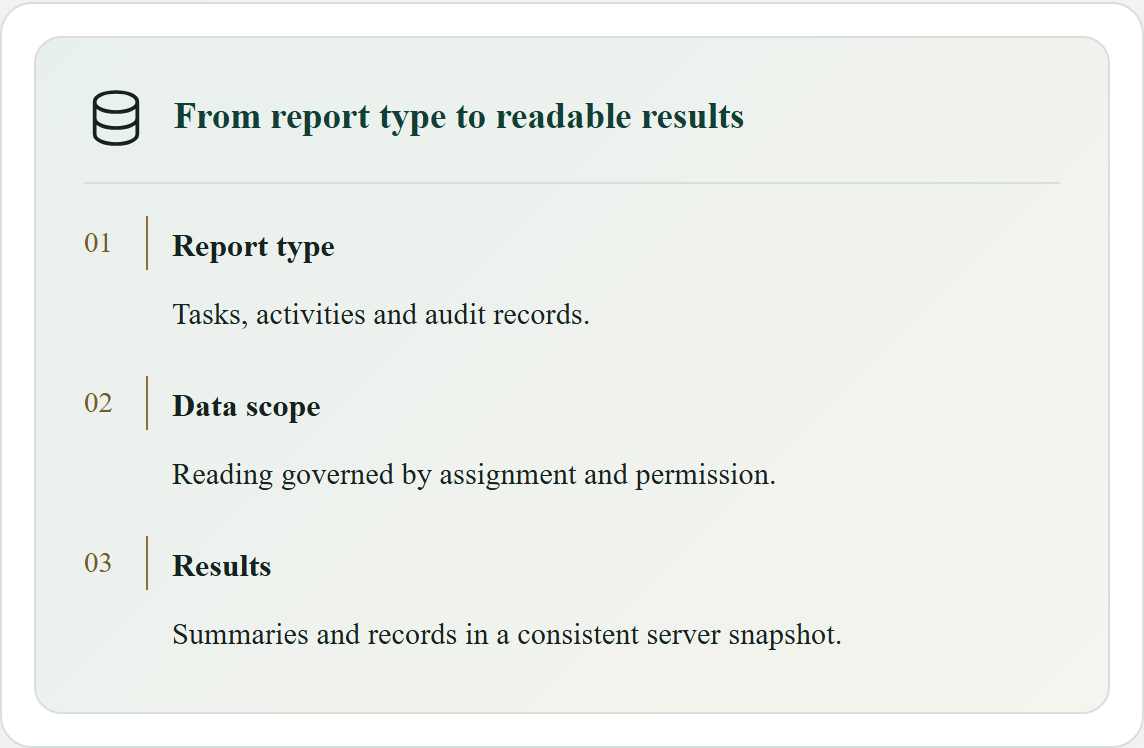 From report type to readable results
01
Report type
Tasks, activities and audit records.
02
Data scope
Reading governed by assignment and permission.
03
Results
Summaries and records in a consistent server snapshot.